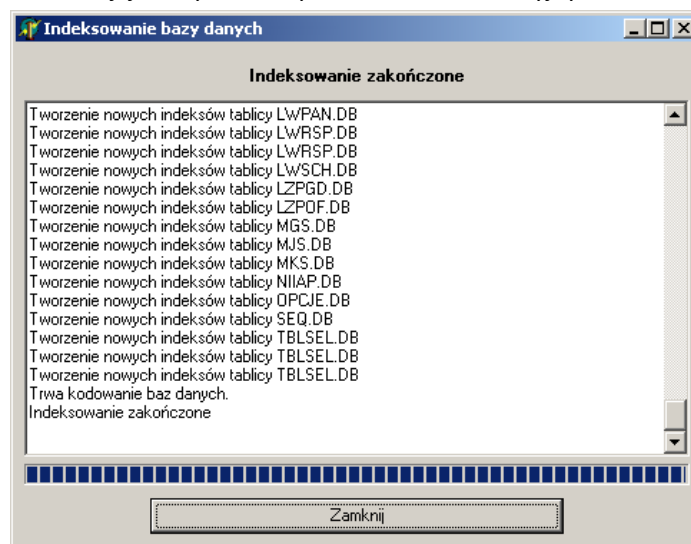 Indeksowanie bazy danych
Indeksowanie zakończone
Tworzenie nowych indeksów tablicy LWPAN.DB
Tworzenie nowych indeksów tablicy LWRSP.DB
Tworzenie nowych indeksów tablicy LWRSP.DB
Tworzenie nowych indeksów tablicy LWSCH.DB
Tworzenie nowych indeksów tablicy LZPGD.DB
Tworzenie nowych indeksów tablicy LZPOF.DB
Tworzenie nowych indeksów tablicy MGS.DB
Tworzenie nowych indeksów tablicy MJS.DB
Tworzenie nowych indeksów tablicy MKS.DB
Tworzenie nowych indeksów tablicy NIIAP.DB
Tworzenie nowych indeksów tablicy OPCJE.DB
Tworzenie nowych indeksów tablicy SEQ.DB
Tworzenie nowych indeksów tablicy TBLSEL.DB
Tworzenie nowych indeksów tablicy TBLSEL.DB
Tworzenie nowych indeksów tablicy TBLSEL.DB
Trwa kodowanie baz danych.
Indeksowanie zakończone
Zamknij